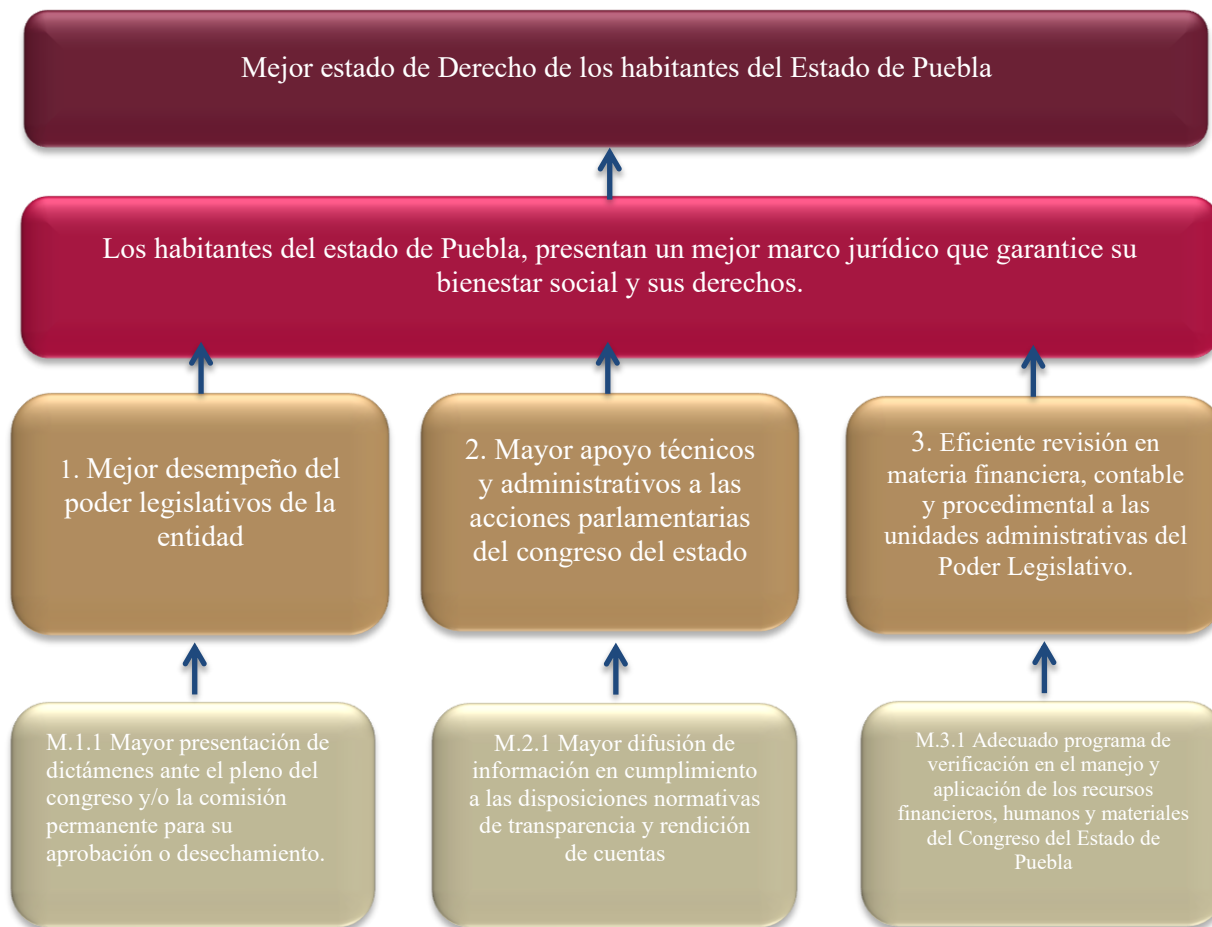 Mejor estado de Derecho de los habitantes del Estado de Puebla
Los habitantes del estado de Puebla, presentan un mejor marco jurídico que garantice su
bienestar social y sus derechos.
1. Mejor desempeño del
poder legislativos de la
entidad
2. Mayor apoyo técnicos
y administrativos a las
acciones parlamentarias
del congreso del estado
3. Eficiente revisión en
materia financiera, contable
y procedimental a las
unidades administrativas del
Poder Legislativo.
M.1.1 Mayor presentación de
dictámenes ante el pleno del
congreso y/o la comisión
permanente para su
aprobación o desechamiento.
M.2.1 Mayor difusión de
información en cumplimiento
a las disposiciones normativas
de transparencia y rendición
de cuentas
M.3.1 Adecuado programa de
verificación en el manejo y
aplicación de los recursos
financieros, humanos y materiales
del Congreso del Estado de
Puebla